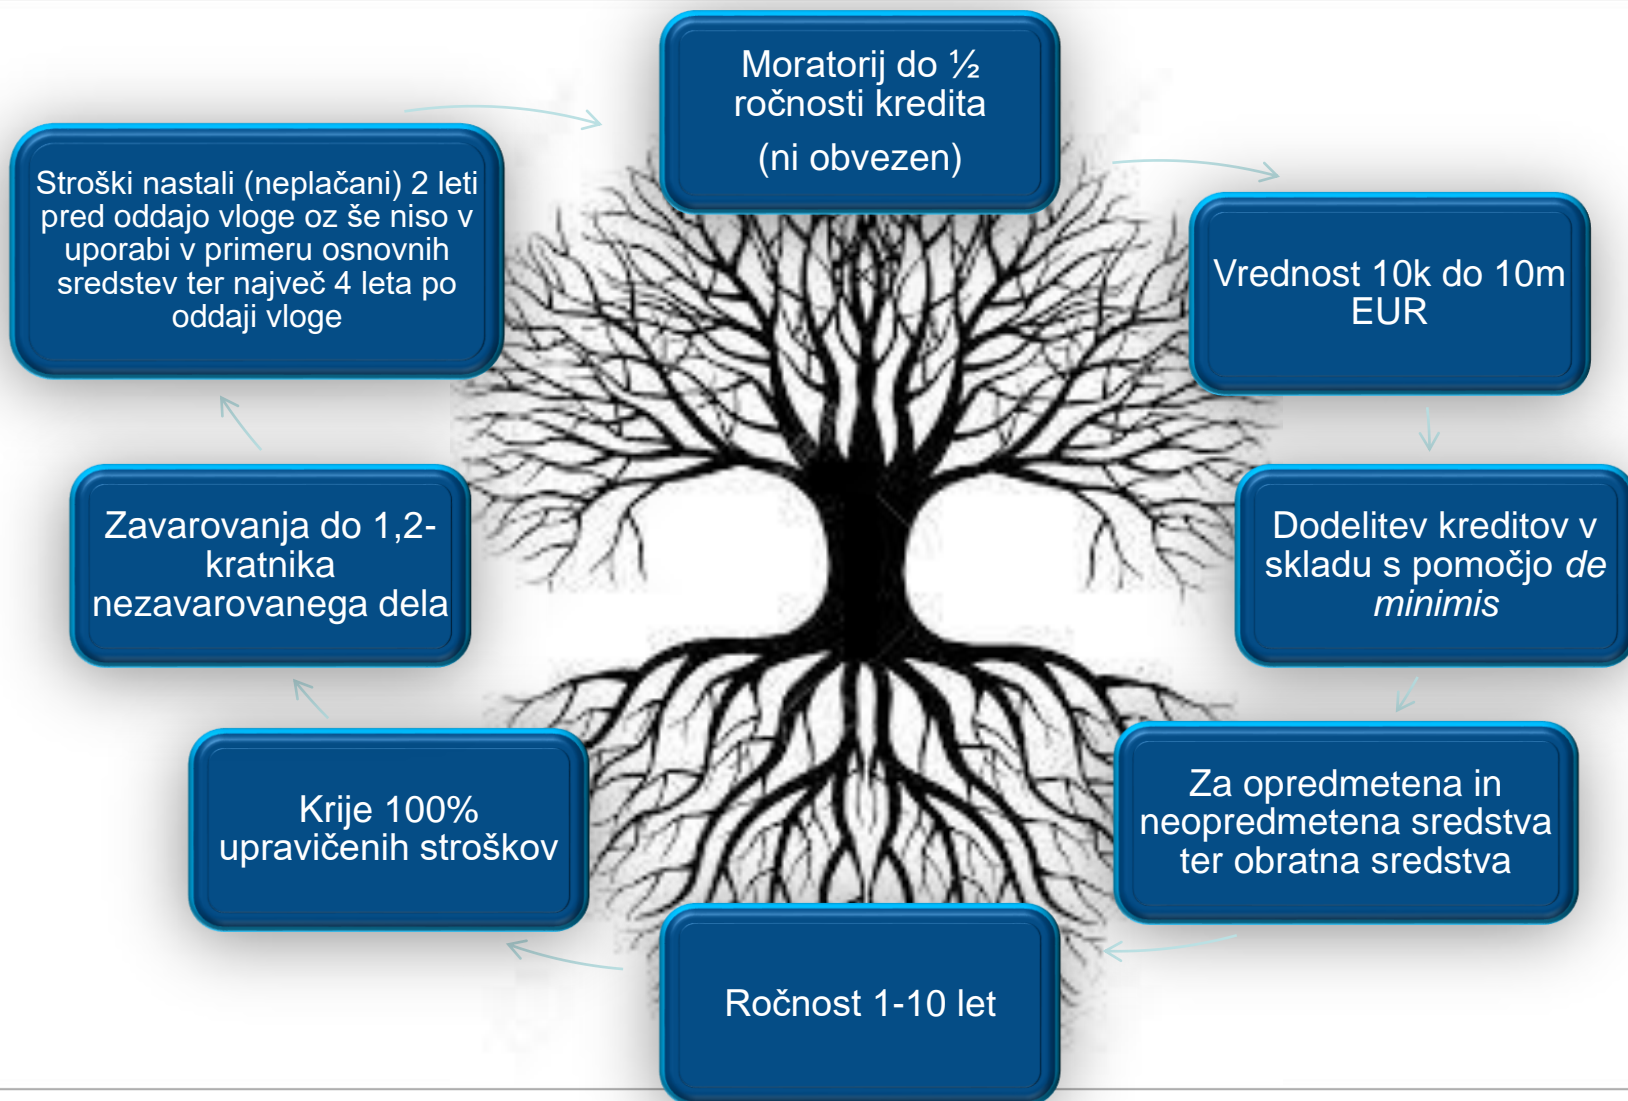 Moratorij do ½
ročnosti kredita
(ni obvezen)
Vrednost 10k do 10m
EUR
Dodelitev kreditov v
skladu s pomočjo de
minimis
Za opredmetena in
neopredmetena sredstva
ter obratna sredstva
Ročnost 1-10 let
Krije 100%
upravičenih stroškov
Zavarovanja do 1,2-
kratnika
nezavarovanega dela
Stroški nastali (neplačani) 2 leti
pred oddajo vloge oz še niso v
uporabi v primeru osnovnih
sredstev ter največ 4 leta po
oddaji vloge